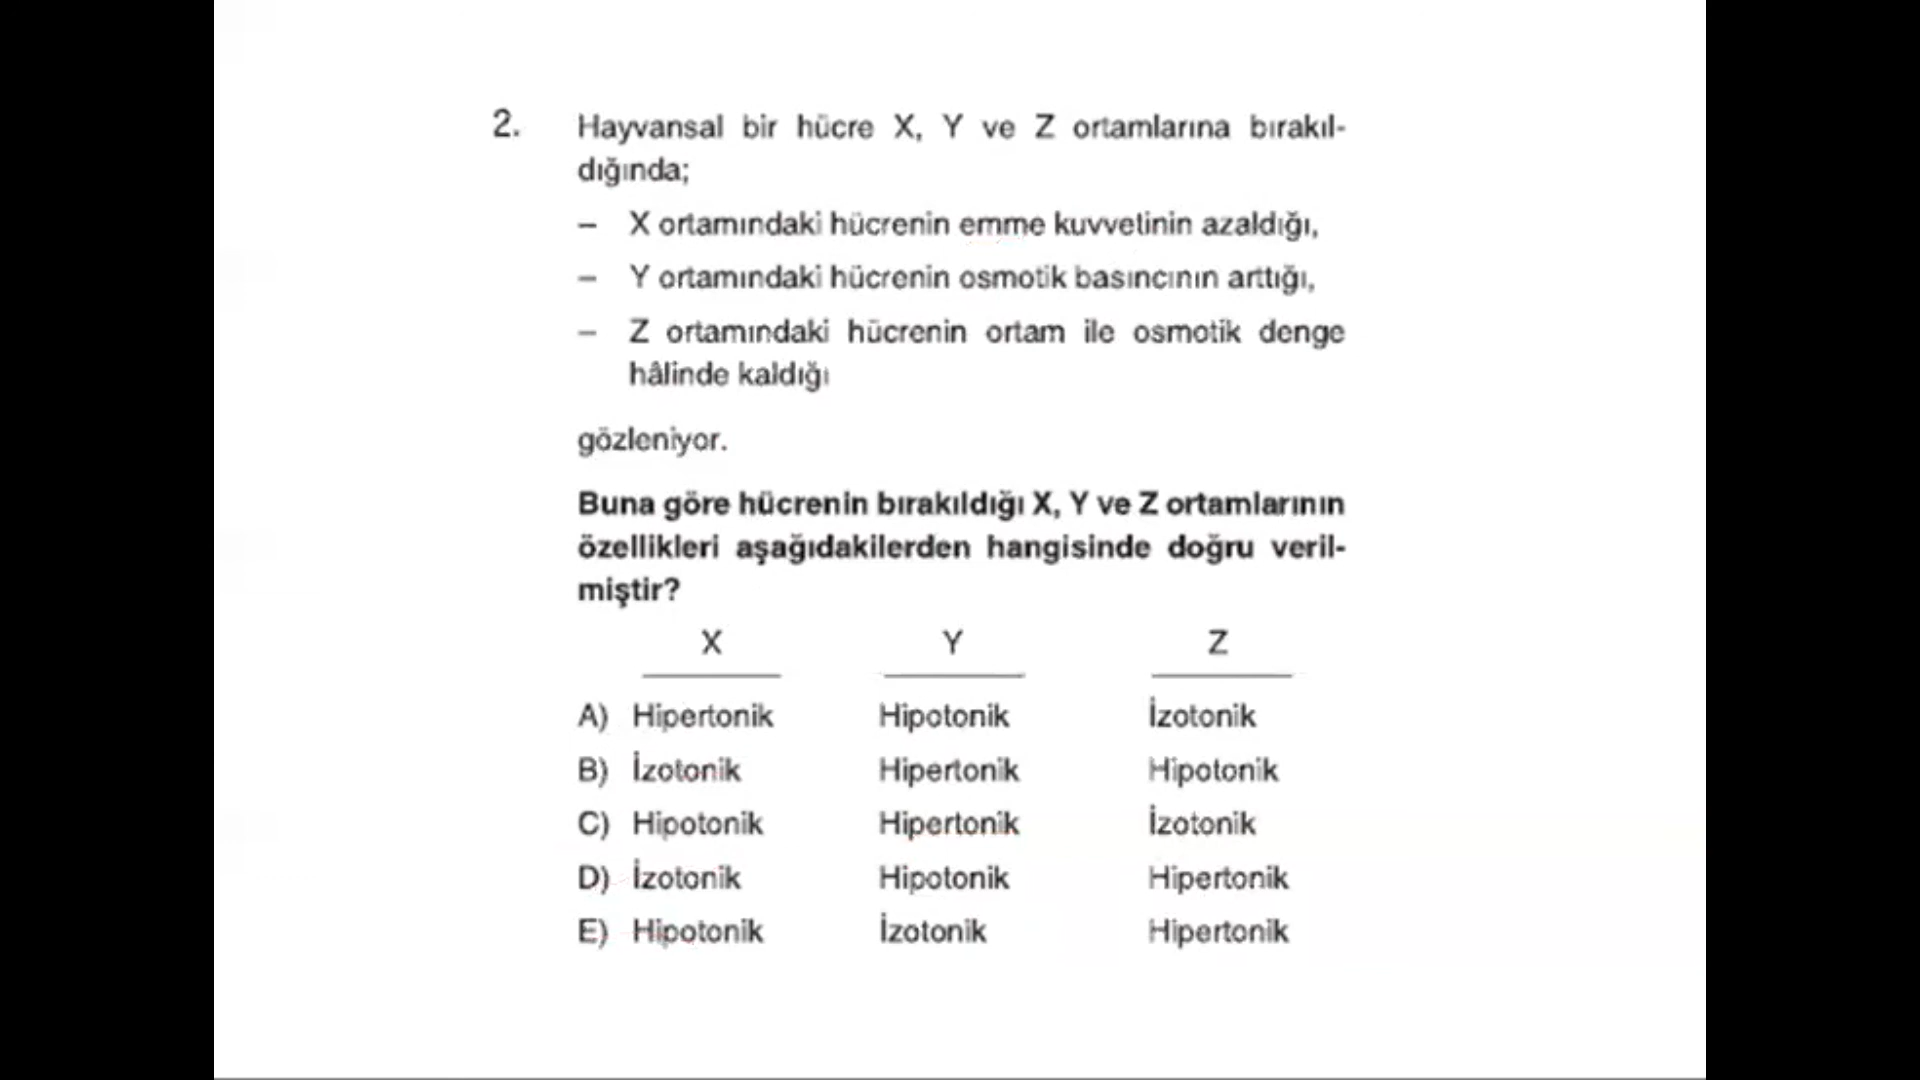 2. Hayvansal bir hücre X, Y ve Z ortamlarına bırakıl-
dığında;
– X ortamındaki hücrenin emme kuvvetinin azaldığı,
– Y ortamındaki hücrenin osmotik basıncının arttığı,
– Z ortamındaki hücrenin ortam ile osmotik denge
hâlinde kaldığı
gözleniyor.
Buna göre hücrenin bırakıldığı X, Y ve Z ortamlarının
özellikleri aşağıdakilerden hangisinde doğru veril-
miştir?
X Y Z
A) Hipertonik Hipotonik İzotonik
B) İzotonik Hipertonik Hipotonik
C) Hipotonik Hipertonik İzotonik
D) İzotonik Hipotonik Hipertonik
E) Hipotonik İzotonik Hipertonik